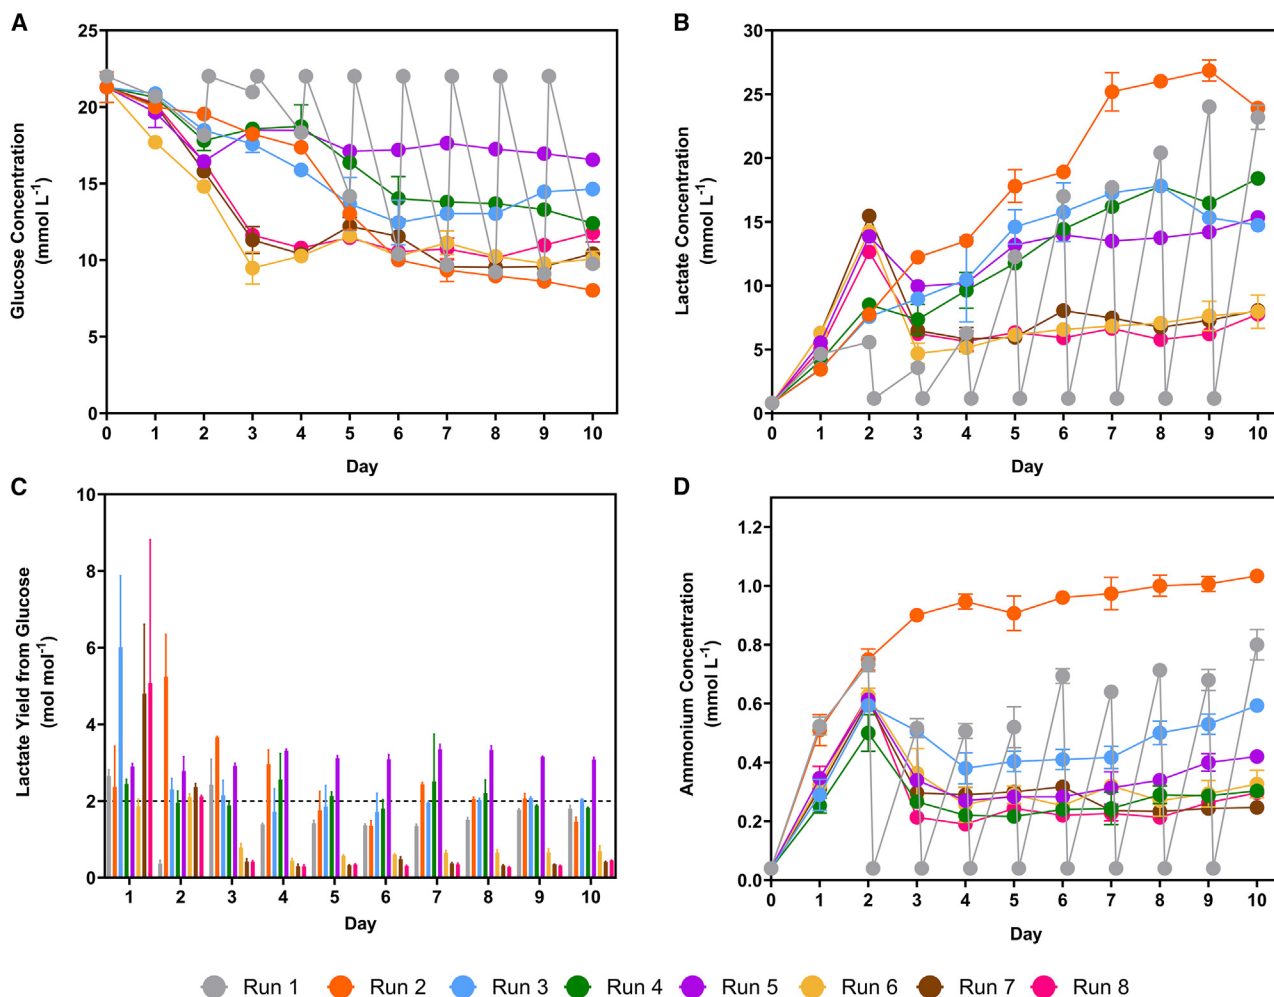 A
Glucose Concentration
(mmol L-1)
25
20
15
10
5
0
0 1 2 3 4 5 6 7 8 9 10
Day
B
Lactate Concentration
(mmol L-1)
30
25
20
15
10
5
0
0 1 2 3 4 5 6 7 8 9 10
Day
C
Lactate Yield from Glucose
(mol mol-1)
10
8
6
4
2
0
1 2 3 4 5 6 7 8 9 10
Day
D
Ammonium Concentration
(mmol L-1)
1.2
1.0
0.8
0.6
0.4
0.2
0.0
0 1 2 3 4 5 6 7 8 9 10
Day
Run 1 Run 2 Run 3 Run 4 Run 5 Run 6 Run 7 Run 8